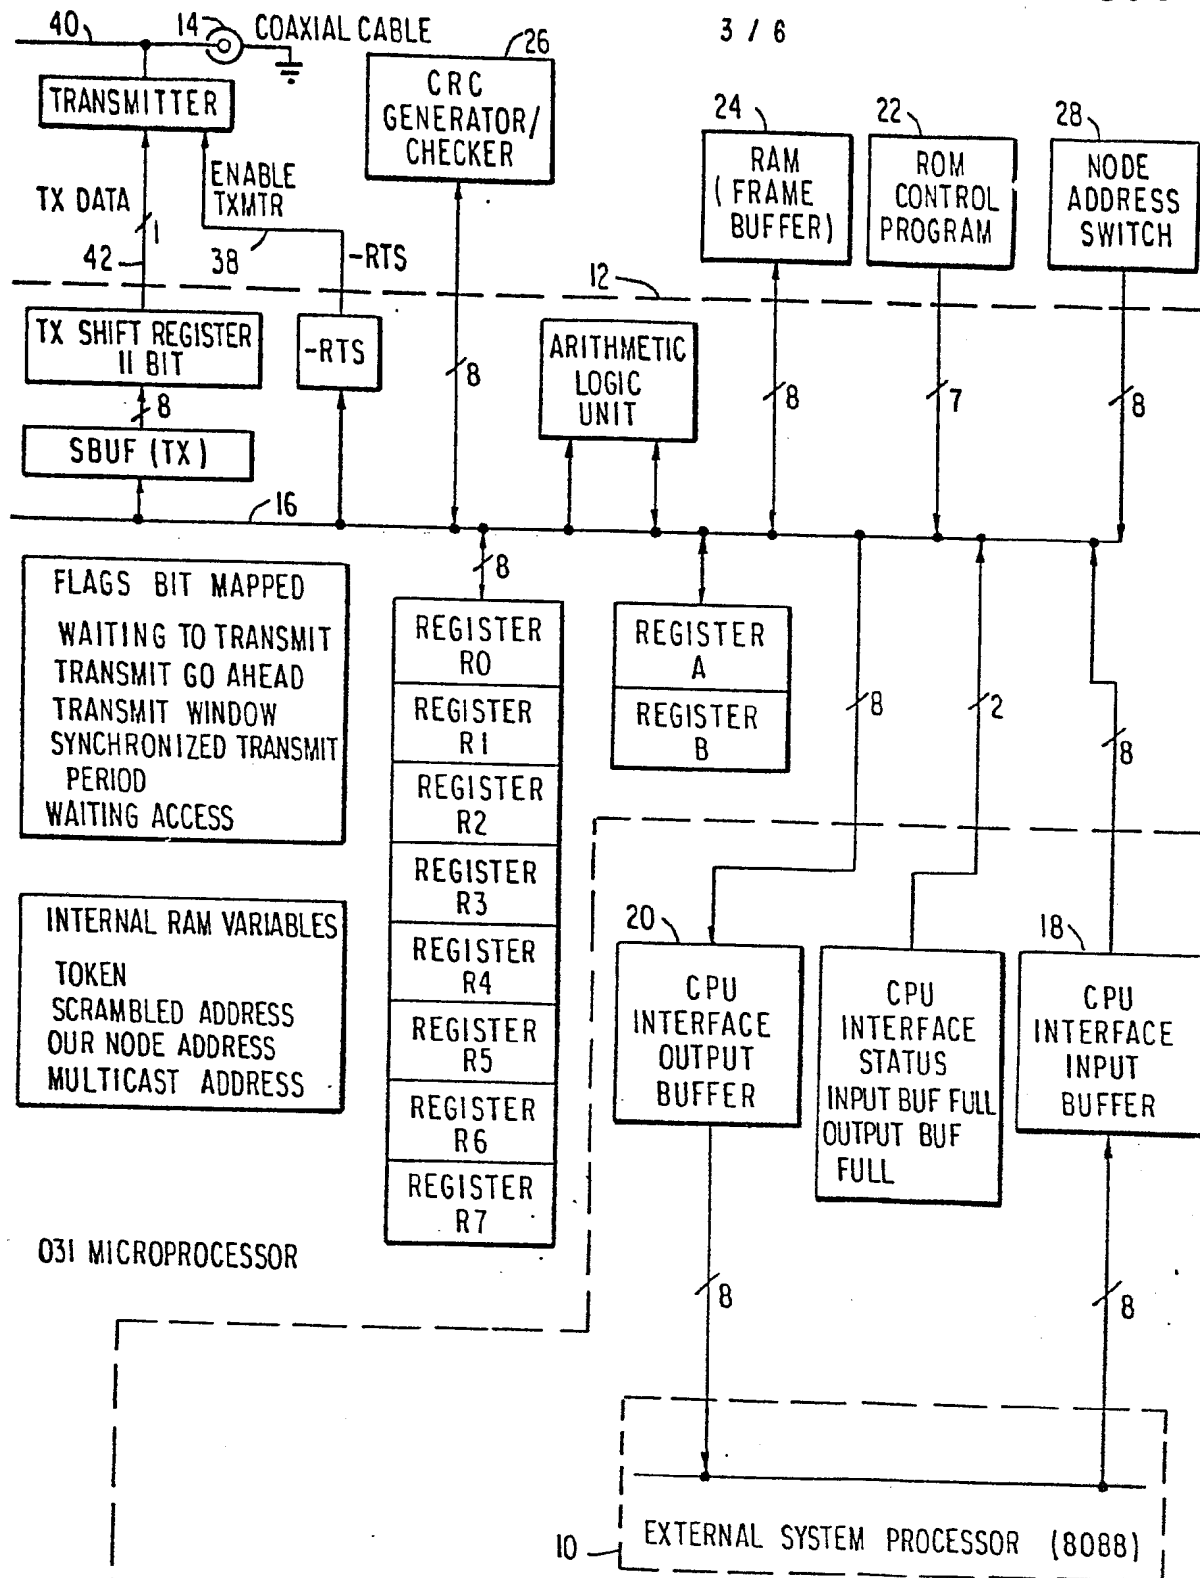 40
14
COAXIAL CABLE
26
3 / 6
TRANSMITTER
CRC
GENERATOR/
CHECKER
24
RAM
(FRAME
BUFFER)
22
ROM
CONTROL
PROGRAM
28
NODE
ADDRESS
SWITCH
TX DATA
1
42
ENABLE
TXMTR
38
-RTS
12
TX SHIFT REGISTER
11 BIT
-RTS
8
SBUF (TX)
8
ARITHMETIC
LOGIC
UNIT
8
7
8
16
FLAGS BIT MAPPED
WAITING TO TRANSMIT
TRANSMIT GO AHEAD
TRANSMIT WINDOW
SYNCHRONIZED TRANSMIT
PERIOD
WAITING ACCESS
8
REGISTER
R0
REGISTER
R1
REGISTER
R2
REGISTER
R3
REGISTER
R4
REGISTER
R5
REGISTER
R6
REGISTER
R7
REGISTER
A
REGISTER
B
8
2
8
INTERNAL RAM VARIABLES
TOKEN
SCRAMBLED ADDRESS
OUR NODE ADDRESS
MULTICAST ADDRESS
20
CPU
INTERFACE
OUTPUT
BUFFER
CPU
INTERFACE
STATUS
INPUT BUF FULL
OUTPUT BUF
FULL
18
CPU
INTERFACE
INPUT
BUFFER
031 MICROPROCESSOR
8
8
10
EXTERNAL SYSTEM PROCESSOR (8088)